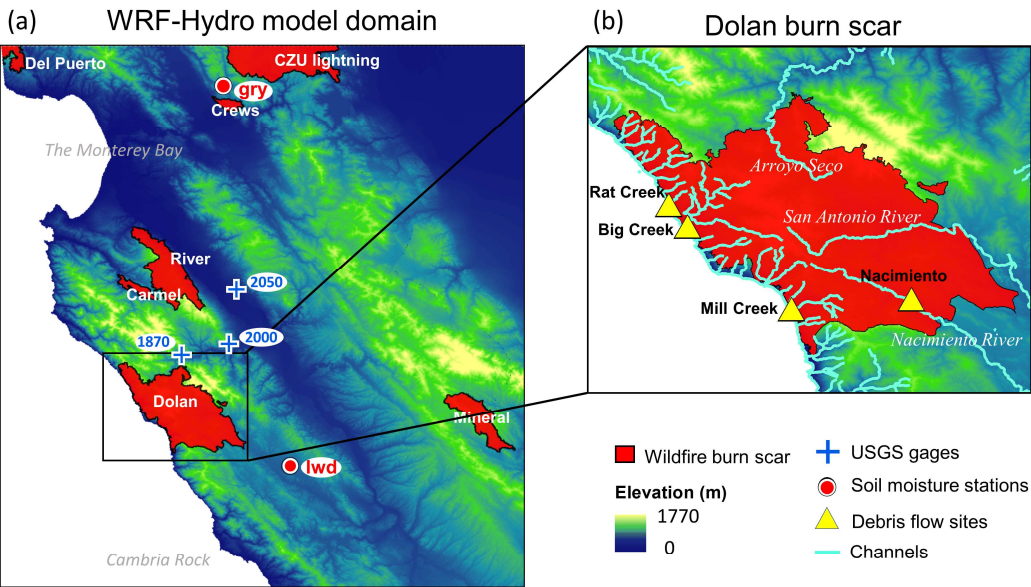 (a)
WRF-Hydro model domain
Del Puerto
CZU lightning
gry
Crews
The Monterey Bay
River
Carmel
2050
1870
2000
Dolan
Mineral
lwd
Cambria Rock
(b)
Dolan burn scar
Arroyo Seco
Rat Creek
San Antonio River
Big Creek
Nacimiento
Mill Creek
Nacimiento River
Wildfire burn scar
Elevation (m)
1770
0
USGS gages
Soil moisture stations
Debris flow sites
Channels